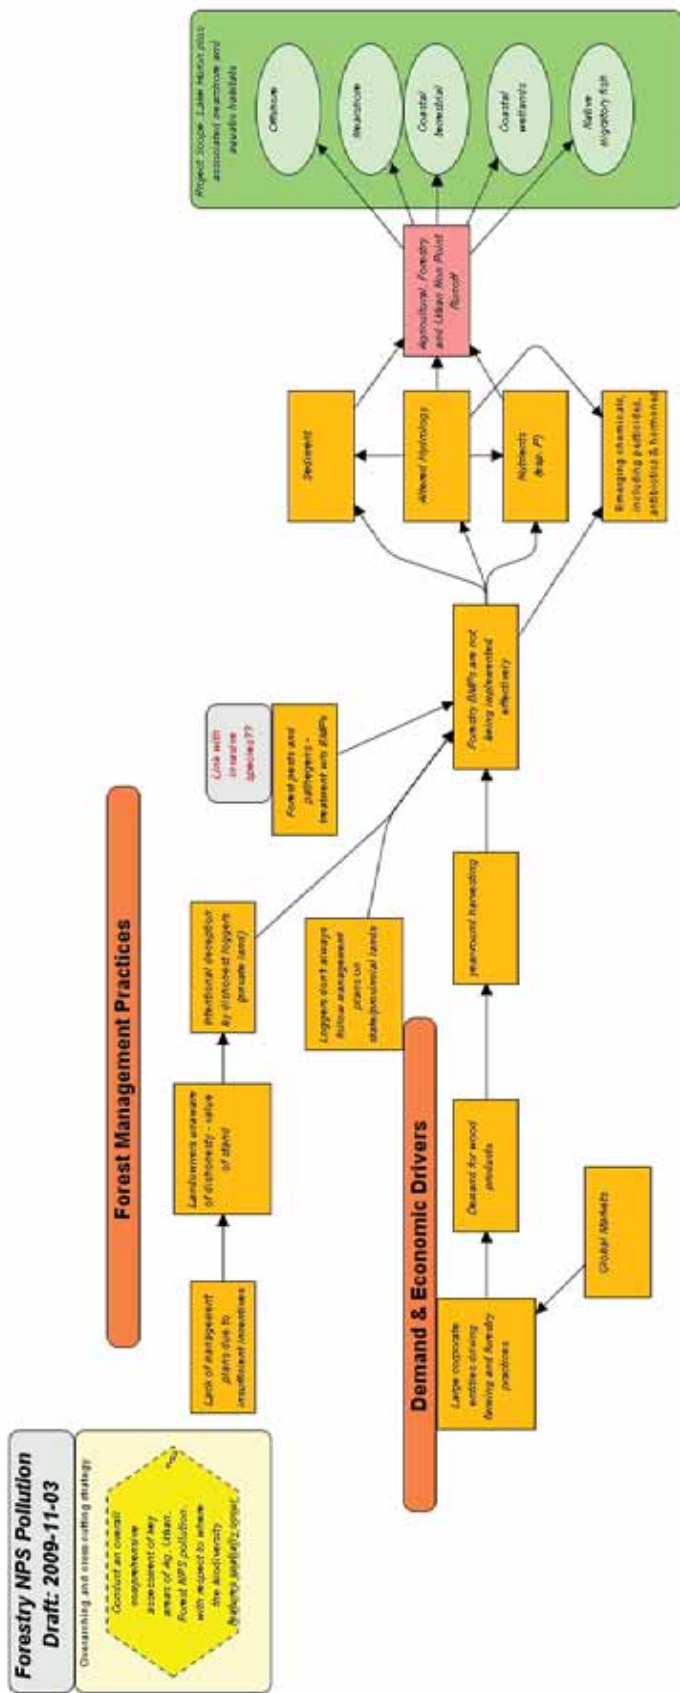 Forestry NPS Pollution
Draft: 2009-11-03
Overarching and cross-cutting strategy
Conduct an overall
comprehensive
assessment of key
areas of Ag, Urban,
Forest NPS pollution,
with respect to where
the biodiversity
Forest Management Practices
Lack of management
plans due to
insufficient incentives
Landowners unaware
of dishonesty - value
of stand
Intentional deception
by dishonest loggers
(private land)
Link with
invasive
species??
Forest pests and
pathogens -
treatment w/o BMPs
Loggers don't always
follow management
plans on
state/provincial lands
Demand & Economic Drivers
Large corporate
entities driving
farming and forestry
practices
Global Markets
Demand for wood
products
year-round harvesting
Forestry BMPs are not
being implemented
effectively
Sediment
Altered Hydrology
Nutrients
(esp. P)
Emerging chemicals,
including pesticides,
antibiotics & hormones
Agricultural, Forestry
and Urban Non Point
Runoff
Project Scope: Lake Huron plus
associated nearshore and
aquatic habitats
Offshore
Nearshore
Coastal
terrestrial
Coastal
wetlands
Native
migratory fish